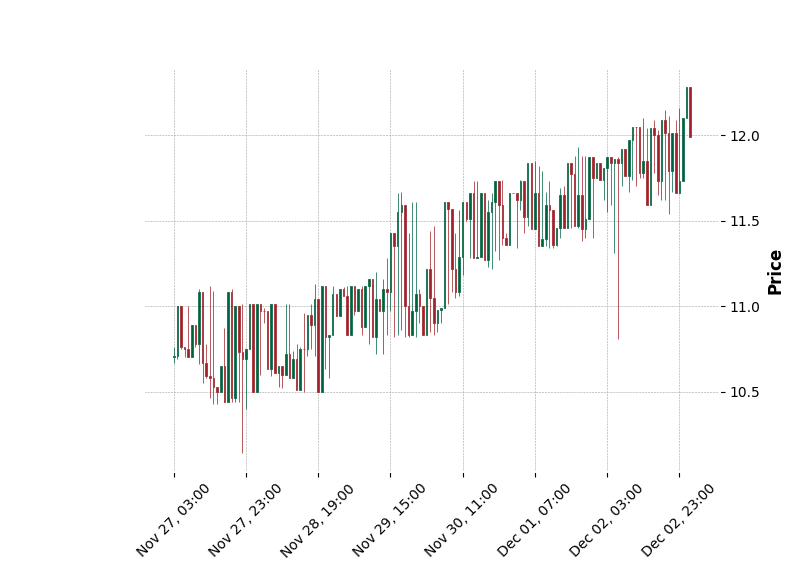 12.0
11.5
11.0
10.5
Price
Nov 27, 03:00
Nov 27, 23:00
Nov 28, 19:00
Nov 29, 15:00
Nov 30, 11:00
Dec 01, 07:00
Dec 02, 03:00
Dec 02, 23:00